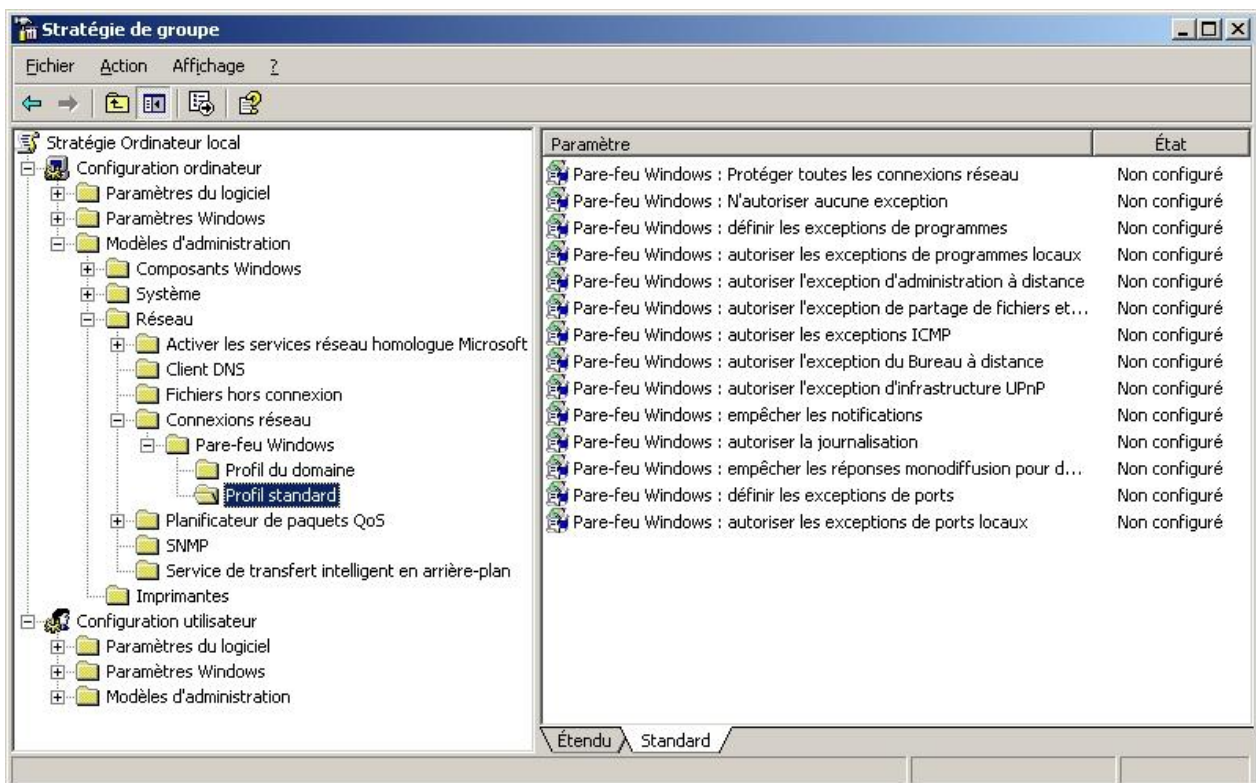 Stratégie de groupe
Fichier Action Affichage ?
Stratégie Ordinateur local
Configuration ordinateur
Paramètres du logiciel
Paramètres Windows
Modèles d'administration
Composants Windows
Système
Réseau
Activer les services réseau homologue Microsoft
Client DNS
Fichiers hors connexion
Connexions réseau
Pare-feu Windows
Profil du domaine
Profil standard
Planificateur de paquets QoS
SNMP
Service de transfert intelligent en arrière-plan
Imprimantes
Configuration utilisateur
Paramètres du logiciel
Paramètres Windows
Modèles d'administration
Paramètre État
Pare-feu Windows : Protéger toutes les connexions réseau Non configuré
Pare-feu Windows : N'autoriser aucune exception Non configuré
Pare-feu Windows : définir les exceptions de programmes Non configuré
Pare-feu Windows : autoriser les exceptions de programmes locaux Non configuré
Pare-feu Windows : autoriser l'exception d'administration à distance Non configuré
Pare-feu Windows : autoriser l'exception de partage de fichiers et... Non configuré
Pare-feu Windows : autoriser les exceptions ICMP Non configuré
Pare-feu Windows : autoriser l'exception du Bureau à distance Non configuré
Pare-feu Windows : autoriser l'exception d'infrastructure UPnP Non configuré
Pare-feu Windows : empêcher les notifications Non configuré
Pare-feu Windows : autoriser la journalisation Non configuré
Pare-feu Windows : empêcher les réponses monodiffusion pour d... Non configuré
Pare-feu Windows : définir les exceptions de ports Non configuré
Pare-feu Windows : autoriser les exceptions de ports locaux Non configuré
Étendu Standard